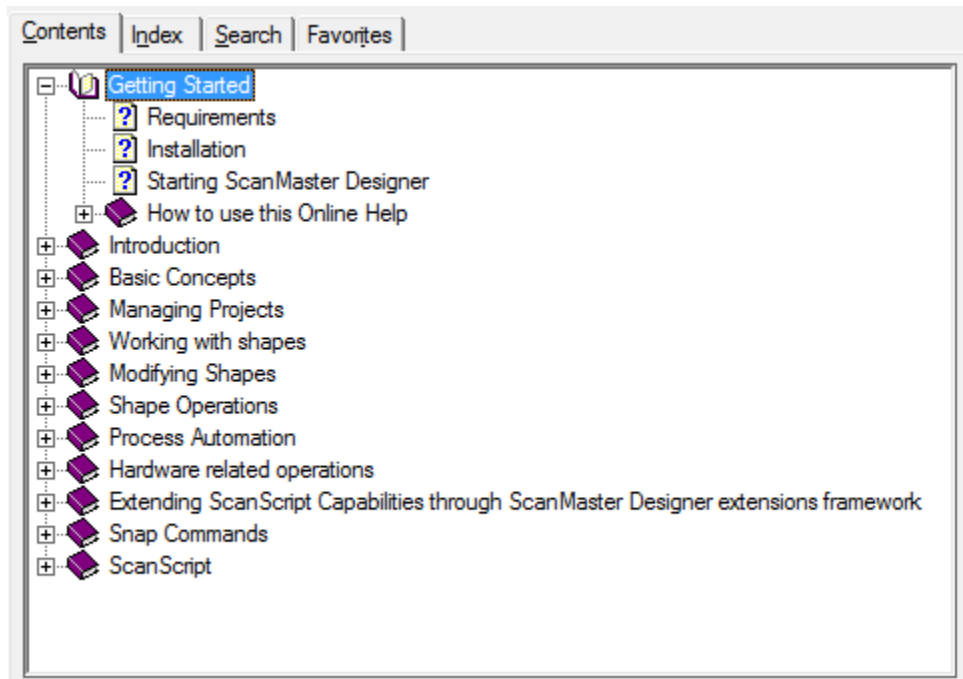 Contents Index Search Favorites
Getting Started
? Requirements
? Installation
? Starting ScanMaster Designer
How to use this Online Help
Introduction
Basic Concepts
Managing Projects
Working with shapes
Modifying Shapes
Shape Operations
Process Automation
Hardware related operations
Extending ScanScript Capabilities through ScanMaster Designer extensions framework
Snap Commands
ScanScript